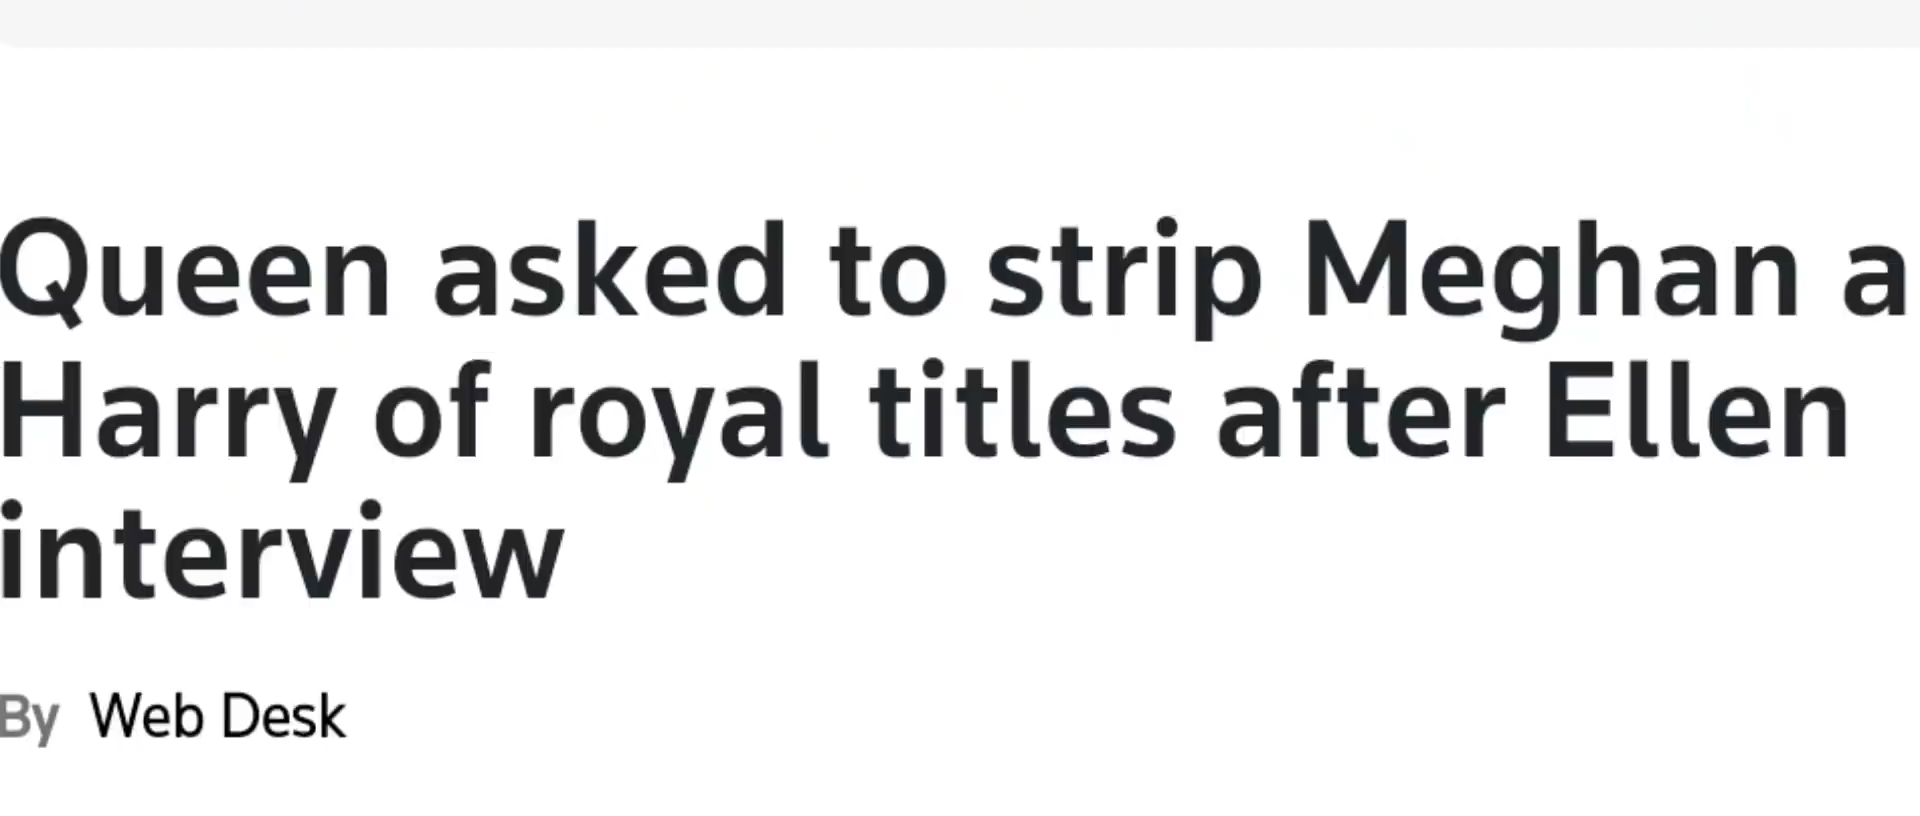 Queen asked to strip Meghan a
Harry of royal titles after Ellen
interview
By Web Desk